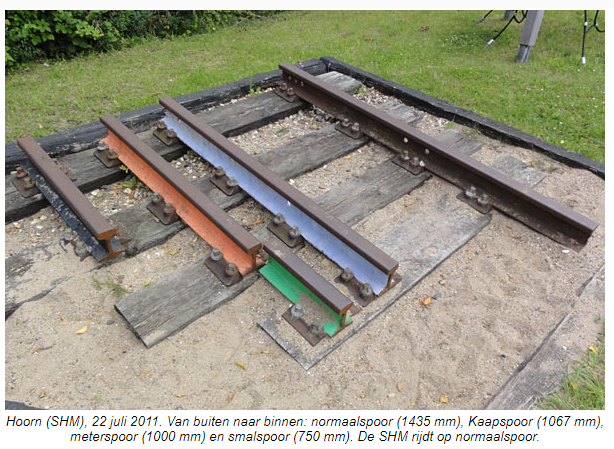 Hoorn (SHM), 22 juli 2011. Van buiten naar binnen: normaalspoor (1435 mm), Kaapspoor (1067 mm),
meterspoor (1000 mm) en smalspoor (750 mm). De SHM rijdt op normaalspoor.